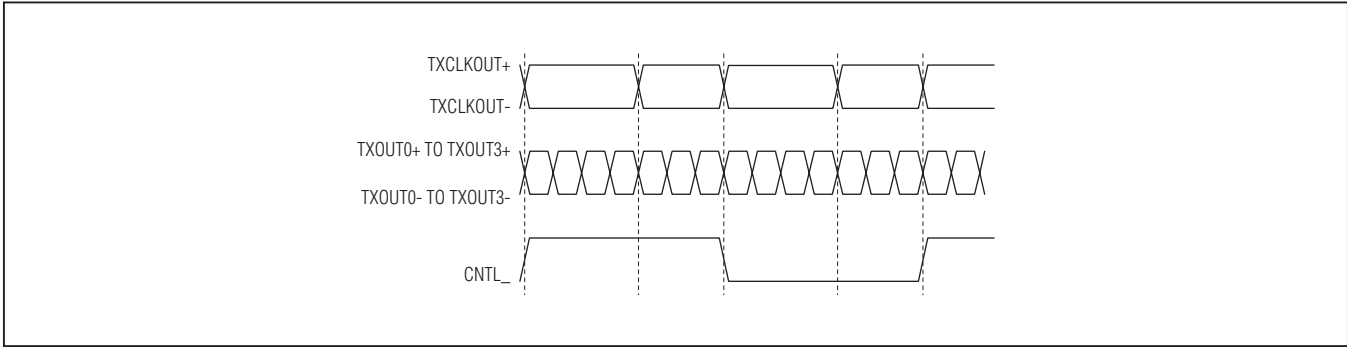 TXCLKOUT+
TXCLKOUT-
TXOUT0+ TO TXOUT3+
TXOUT0- TO TXOUT3-
CNTL_